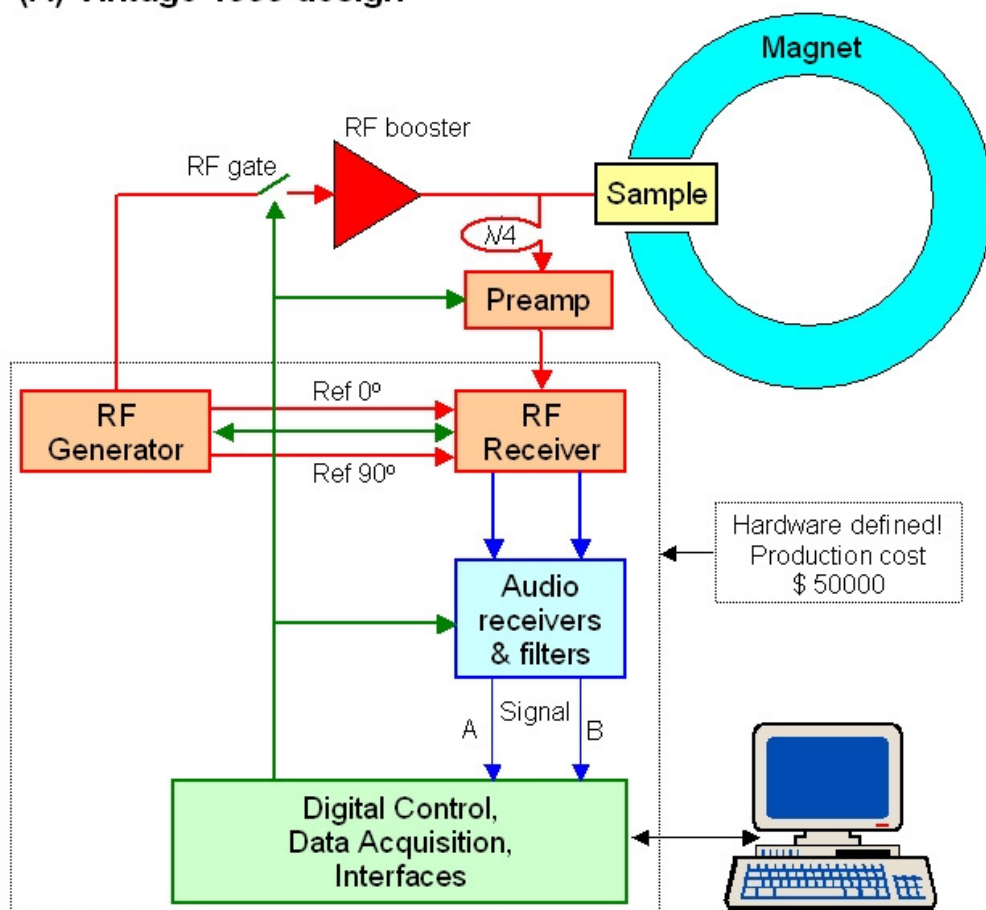 Magnet
RF booster
RF gate
Sample
λ/4
Preamp
Ref 0º
RF
Generator
RF
Receiver
Ref 90º
Hardware defined!
Production cost
$ 50000
Audio
receivers
& filters
Signal
A
B
Digital Control,
Data Acquisition,
Interfaces